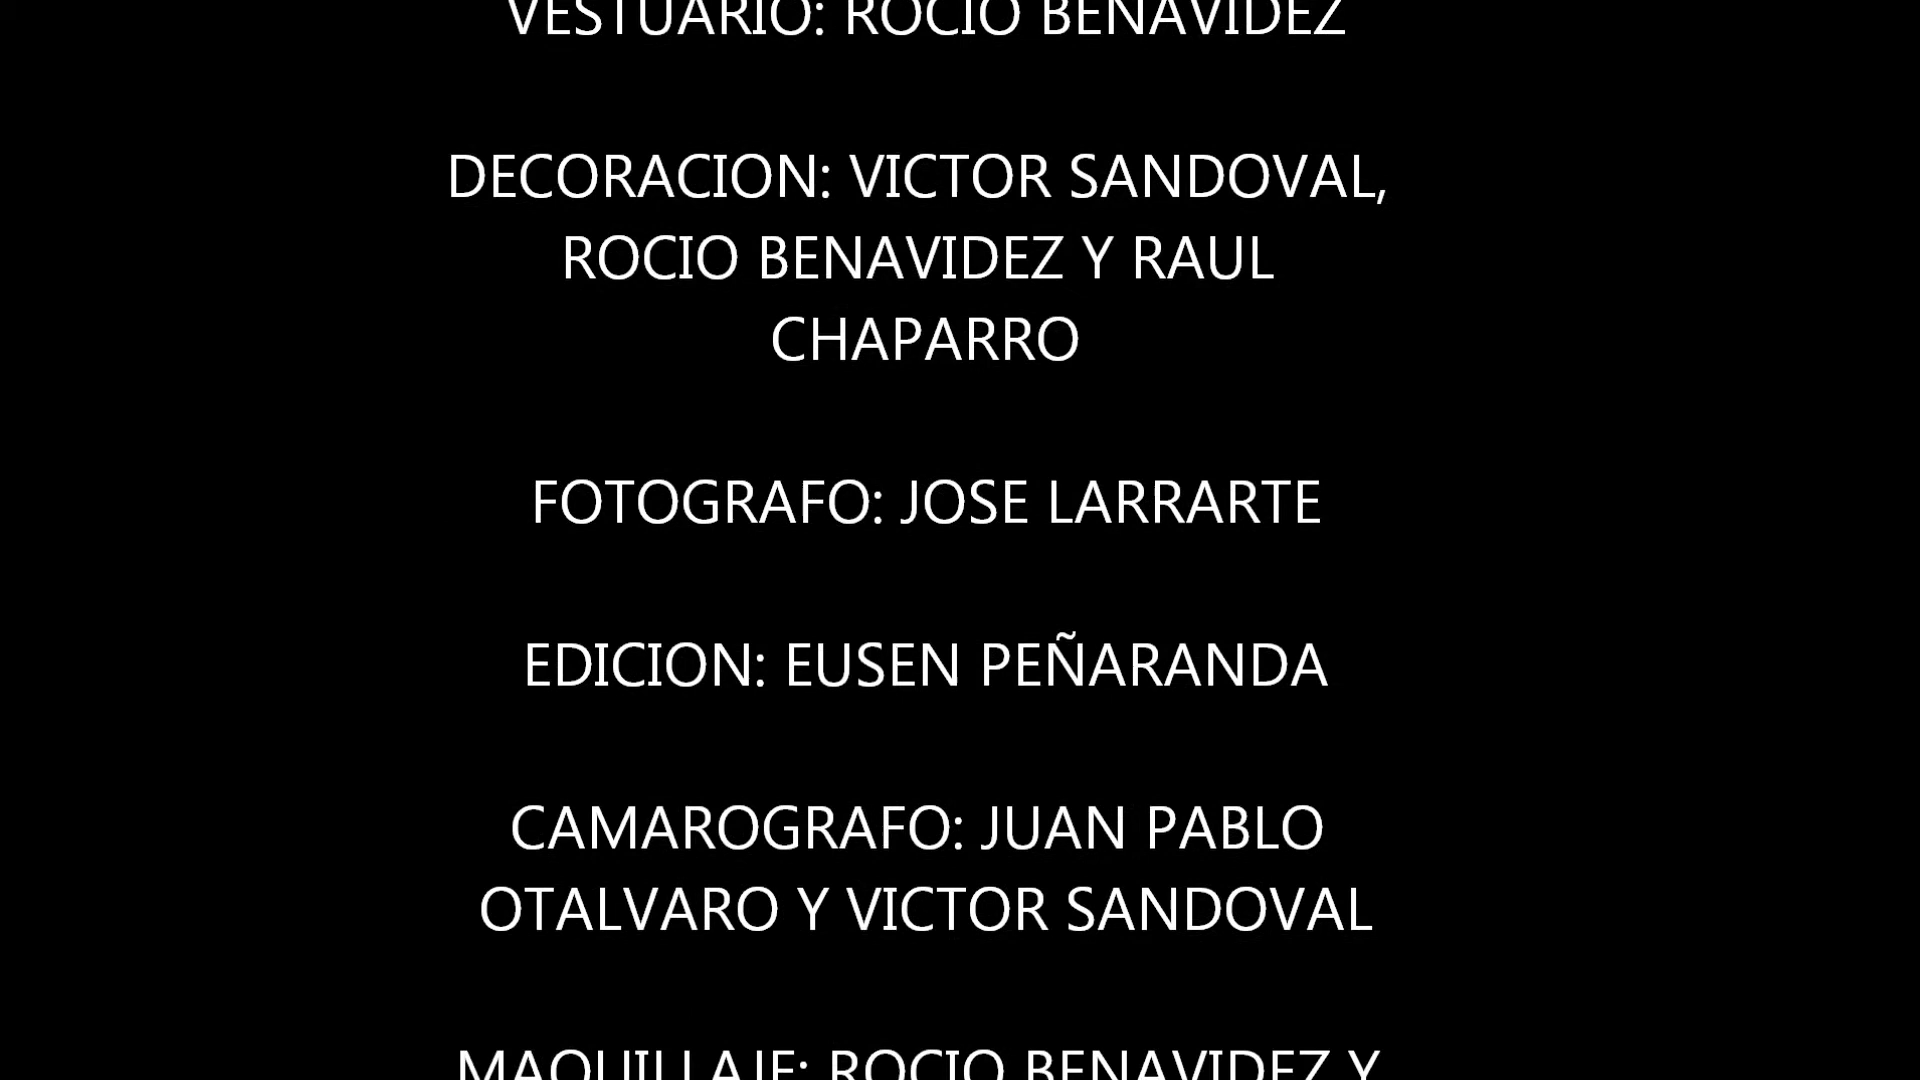 VESTUARIO: ROCIO BENAVIDEZ
DECORACION: VICTOR SANDOVAL,
ROCIO BENAVIDEZ Y RAUL
CHAPARRO
FOTOGRAFO: JOSE LARRARTE
EDICION: EUSEN PEÑARANDA
CAMAROGRAFO: JUAN PABLO
OTALVARO Y VICTOR SANDOVAL
MAQUILLAJE: ROCIO BENAVIDEZ Y